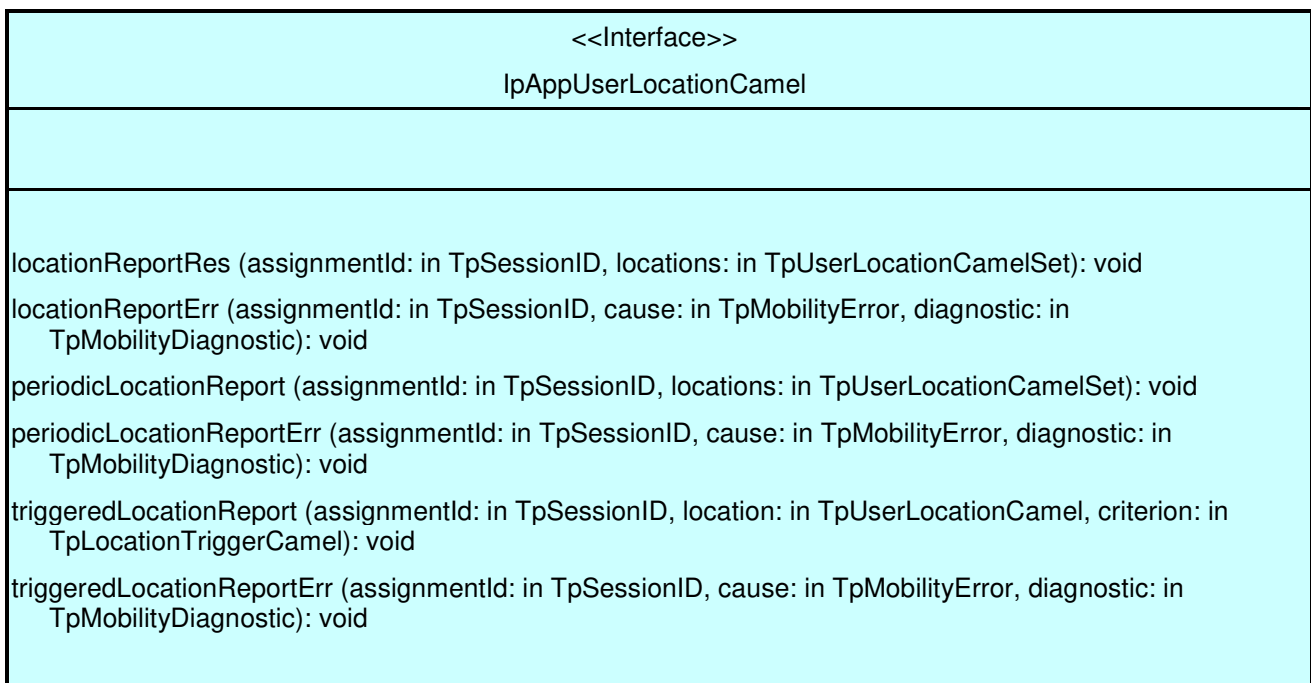 <<Interface>>
IpAppUserLocationCamel
locationReportRes (assignmentId: in TpSessionID, locations: in TpUserLocationCamelSet): void
locationReportErr (assignmentId: in TpSessionID, cause: in TpMobilityError, diagnostic: in
TpMobilityDiagnostic): void
periodicLocationReport (assignmentId: in TpSessionID, locations: in TpUserLocationCamelSet): void
periodicLocationReportErr (assignmentId: in TpSessionID, cause: in TpMobilityError, diagnostic: in
TpMobilityDiagnostic): void
triggeredLocationReport (assignmentId: in TpSessionID, location: in TpUserLocationCamel, criterion: in
TpLocationTriggerCamel): void
triggeredLocationReportErr (assignmentId: in TpSessionID, cause: in TpMobilityError, diagnostic: in
TpMobilityDiagnostic): void